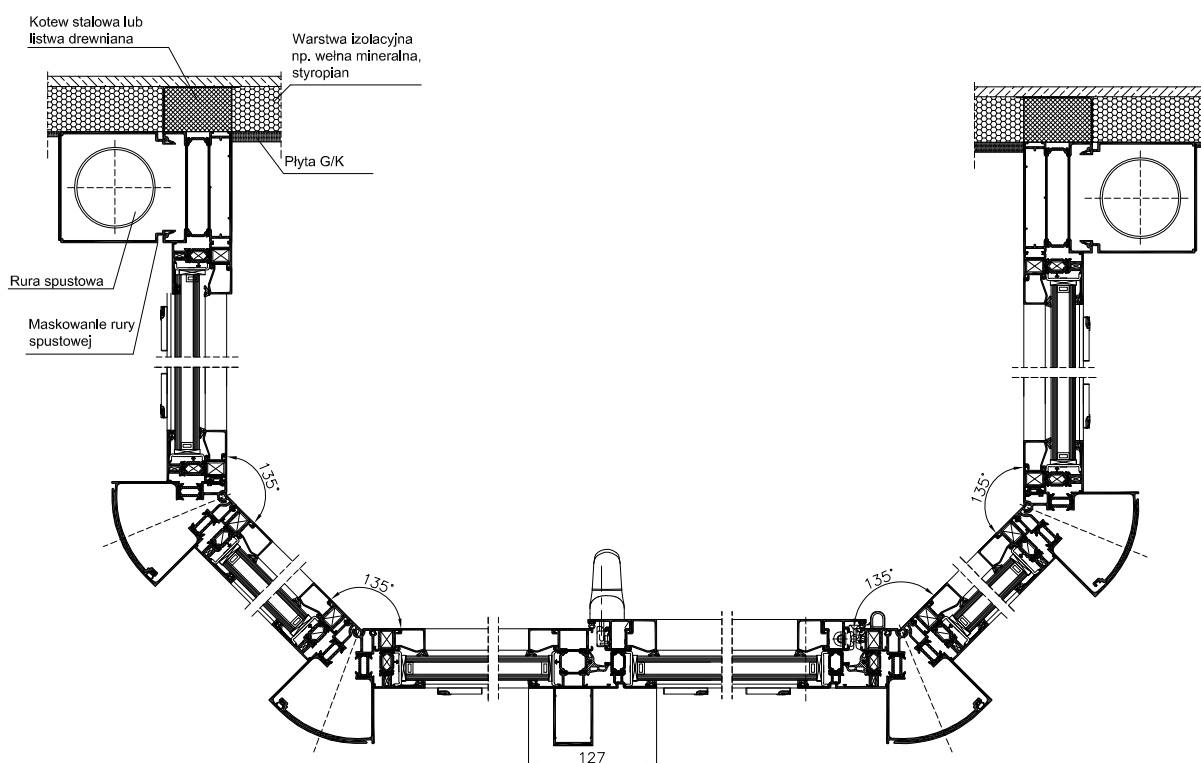 Kotew stalowa lub
listwa drewniana
Warstwa izolacyjna
np. wełna mineralna,
styropian
Płyta G/K
Rura spustowa
Maskowanie rury
spustowej
135°
135°
135°
135°
127